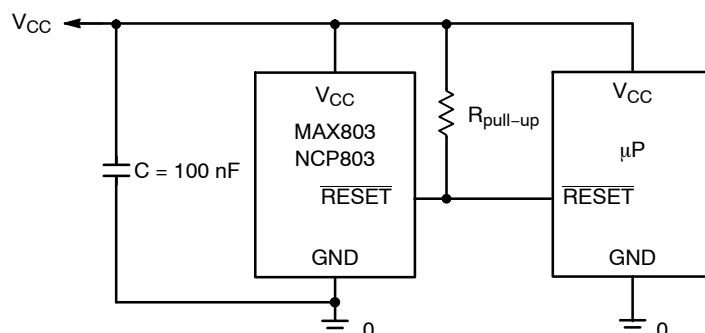 VCC
VCC
MAX803
NCP803
RESET
GND
C = 100 nF
Rpull-up
VCC
μP
RESET
GND
0
0